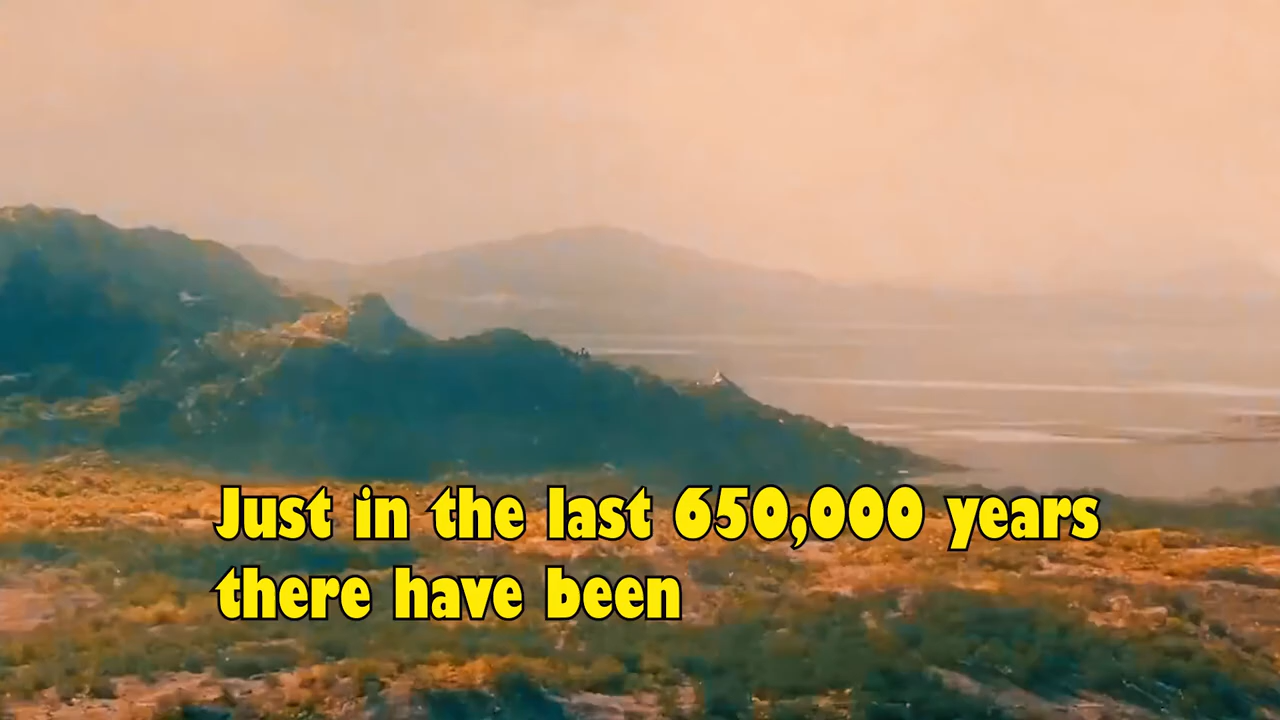 Just in the last 650,000 years
there have been